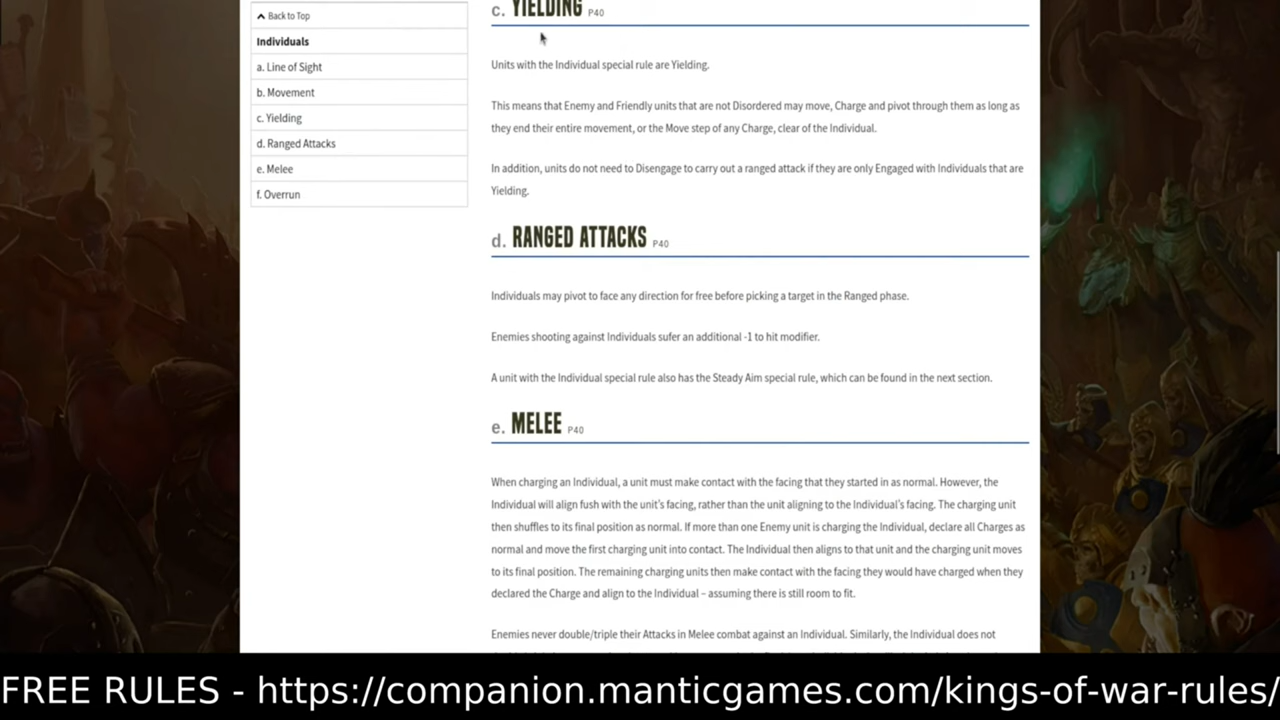 Back to Top
Individuals
a. Line of Sight
b. Movement
c. Yielding
d. Ranged Attacks
e. Melee
f. Overrun
c. YIELDING P40
Units with the Individual special rule are Yielding.
This means that Enemy and Friendly units that are not Disordered may move, Charge and pivot through them as long as
they end their entire movement, or the Move step of any Charge, clear of the Individual.
In addition, units do not need to Disengage to carry out a ranged attack if they are only Engaged with Individuals that are
Yielding.
d. RANGED ATTACKS P40
Individuals may pivot to face any direction for free before picking a target in the Ranged phase.
Enemies shooting against Individuals sufer an additional -1 to hit modifier.
A unit with the Individual special rule also has the Steady Aim special rule, which can be found in the next section.
e. MELEE P40
When charging an Individual, a unit must make contact with the facing that they started in as normal. However, the
Individual will align fush with the unit's facing, rather than the unit aligning to the Individual's facing. The charging unit
then shuffles to its final position as normal. If more than one Enemy unit is charging the Individual, declare all Charges as
normal and move the first charging unit into contact. The Individual then aligns to that unit and the charging unit moves
to its final position. The remaining charging units then make contact with the facing they would have charged when they
declared the Charge and align to the Individual – assuming there is still room to fit.
Enemies never double/triple their Attacks in Melee combat against an Individual. Similarly, the Individual does not
FREE RULES - https://companion.manticgames.com/kings-of-war-rules/